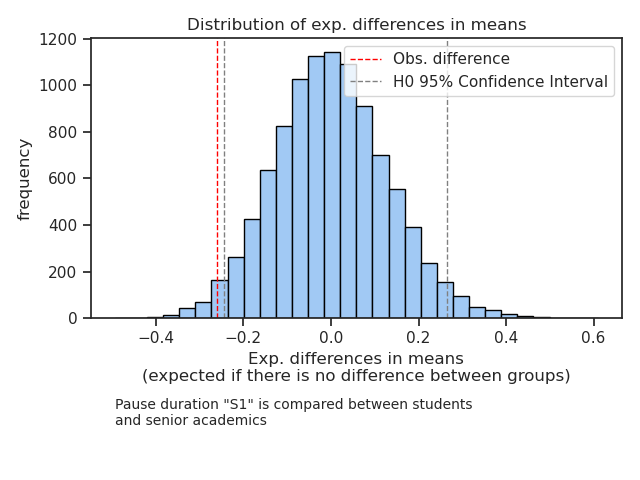 Distribution of exp. differences in means
Obs. difference
H0 95% Confidence Interval
frequency
1200
1000
800
600
400
200
0
−0.4 −0.2 0.0 0.2 0.4 0.6
Exp. differences in means
(expected if there is no difference between groups)
Pause duration "S1" is compared between students
and senior academics